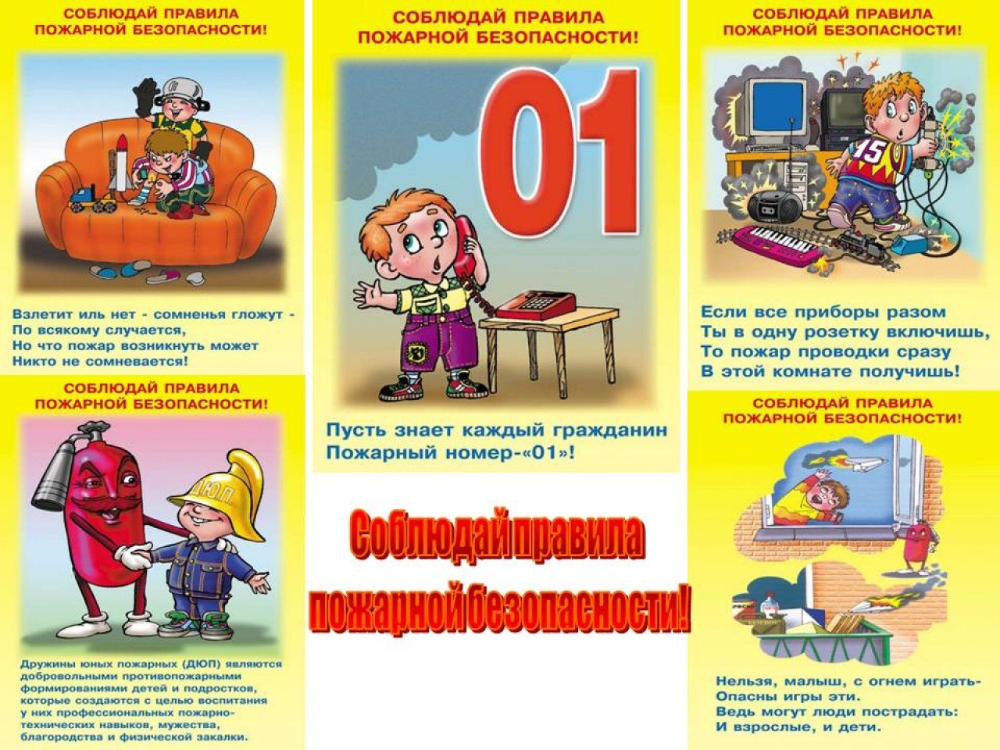 СОБЛЮДАЙ ПРАВИЛА
ПОЖАРНОЙ БЕЗОПАСНОСТИ!
Взлетит иль нет - сомненья гложут -
По всякому случается,
Но что пожар возникнуть может
Никто не сомневается!
СОБЛЮДАЙ ПРАВИЛА
ПОЖАРНОЙ БЕЗОПАСНОСТИ!
Д.Ю.П.
Дружины юных пожарных (ДЮП) являются
добровольными противопожарными
формированиями детей и подростков,
которые создаются с целью воспитания
у них профессиональных пожарно-
технических навыков, мужества,
благородства и физической закалки.
СОБЛЮДАЙ ПРАВИЛА
ПОЖАРНОЙ БЕЗОПАСНОСТИ!
01
Пусть знает каждый гражданин
Пожарный номер-«01»!
Соблюдай правила
пожарной безопасности!
СОБЛЮДАЙ ПРАВИЛА
ПОЖАРНОЙ БЕЗОПАСНОСТИ!
15
Если все приборы разом
Ты в одну розетку включишь,
То пожар проводки сразу
В этой комнате получишь!
СОБЛЮДАЙ ПРАВИЛА
ПОЖАРНОЙ БЕЗОПАСНОСТИ!
Нельзя, малыш, с огнем играть-
Опасны игры эти.
Ведь могут люди пострадать:
И взрослые, и дети.